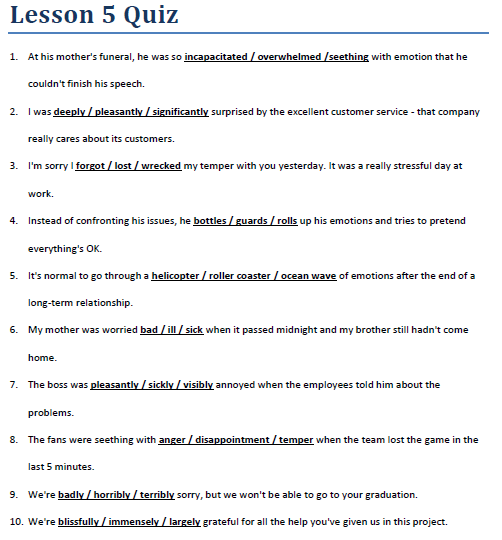 Lesson 5 Quiz
1. At his mother's funeral, he was so incapacitated / overwhelmed /seething with emotion that he
couldn't finish his speech.
2. I was deeply / pleasantly / significantly surprised by the excellent customer service - that company
really cares about its customers.
3. I'm sorry I forgot / lost / wrecked my temper with you yesterday. It was a really stressful day at
work.
4. Instead of confronting his issues, he bottles / guards / rolls up his emotions and tries to pretend
everything's OK.
5. It's normal to go through a helicopter / roller coaster / ocean wave of emotions after the end of a
long-term relationship.
6. My mother was worried bad / ill / sick when it passed midnight and my brother still hadn't come
home.
7. The boss was pleasantly / sickly / visibly annoyed when the employees told him about the
problems.
8. The fans were seething with anger / disappointment / temper when the team lost the game in the
last 5 minutes.
9. We're badly / horribly / terribly sorry, but we won't be able to go to your graduation.
10. We're blissfully / immensely / largely grateful for all the help you've given us in this project.